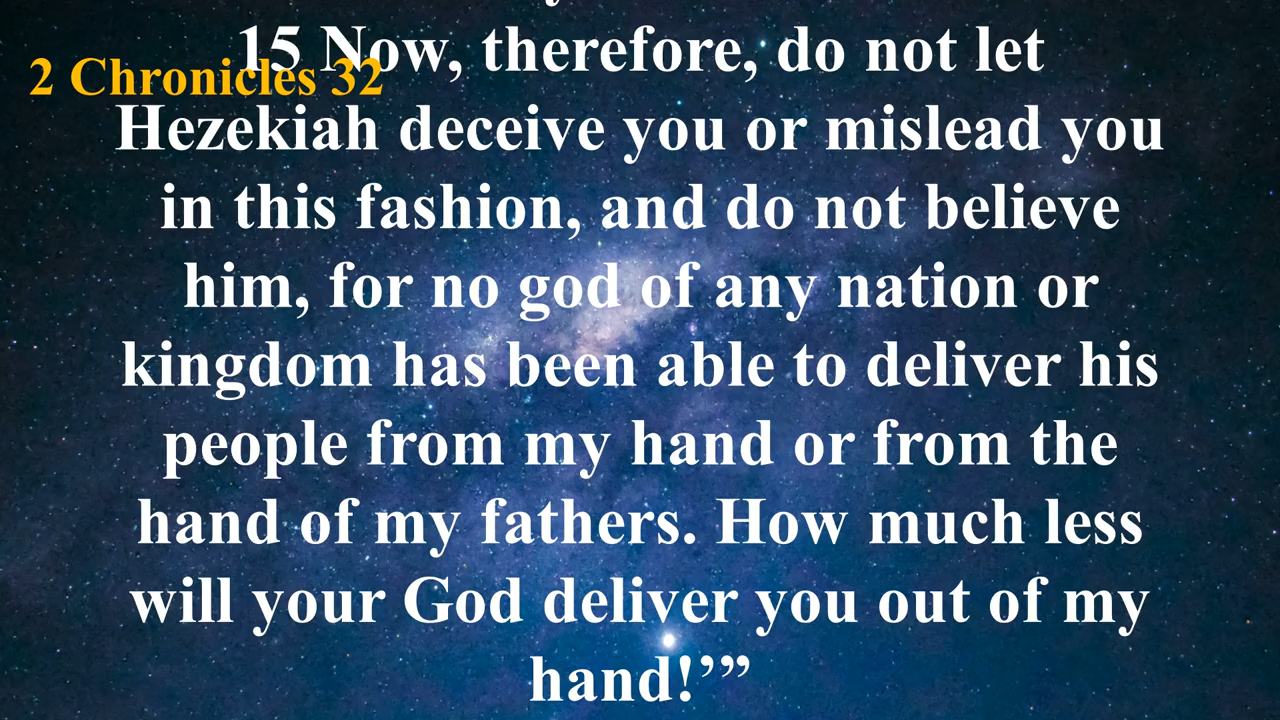 15 Now, therefore, do not let
2 Chronicles 32
Hezekiah deceive you or mislead you
in this fashion, and do not believe
him, for no god of any nation or
kingdom has been able to deliver his
people from my hand or from the
hand of my fathers. How much less
will your God deliver you out of my
hand!’”